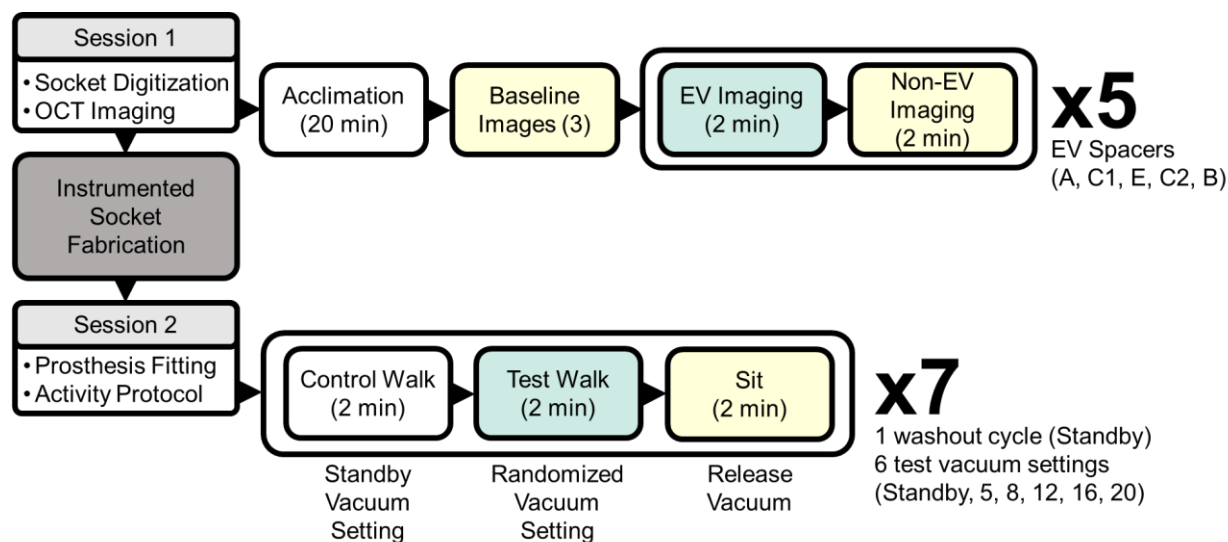 Session 1
• Socket Digitization
• OCT Imaging
Acclimation
(20 min)
Baseline
Images (3)
EV Imaging
(2 min)
Non-EV
Imaging
(2 min)
x5
EV Spacers
(A, C1, E, C2, B)
Instrumented
Socket
Fabrication
Session 2
• Prosthesis Fitting
• Activity Protocol
Control Walk
(2 min)
Test Walk
(2 min)
Sit
(2 min)
x7
1 washout cycle (Standby)
6 test vacuum settings
(Standby, 5, 8, 12, 16, 20)
Standby
Vacuum
Setting
Randomized
Vacuum
Setting
Release
Vacuum